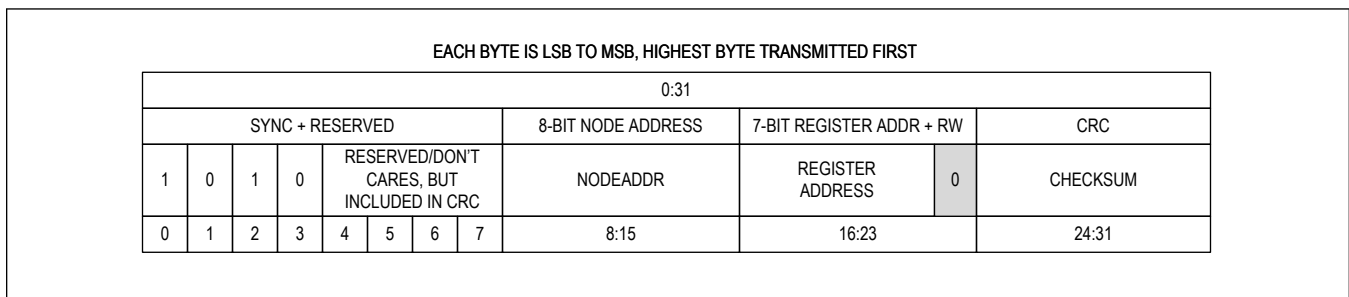 EACH BYTE IS LSB TO MSB, HIGHEST BYTE TRANSMITTED FIRST
0:31
SYNC + RESERVED 8-BIT NODE ADDRESS 7-BIT REGISTER ADDR + RW CRC
1 0 1 0 RESERVED/DON'T CARES, BUT INCLUDED IN CRC NODEADDR REGISTER ADDRESS 0 CHECKSUM
0 1 2 3 4 5 6 7 8:15 16:23 24:31